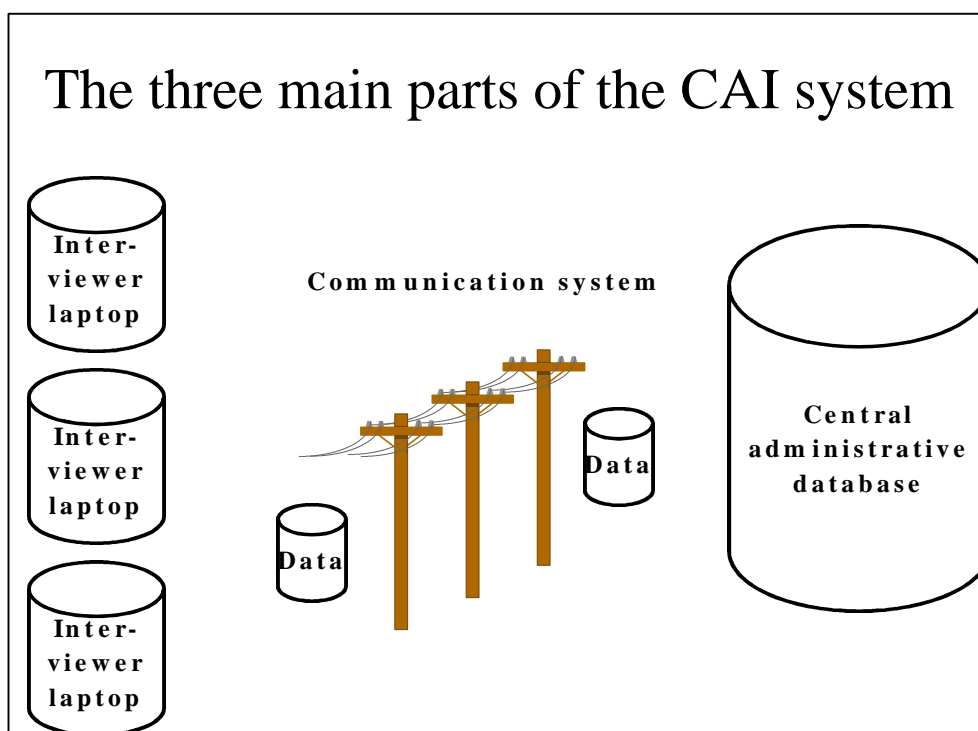 The three main parts of the CAI system
Inter-
viewer
laptop
Inter-
viewer
laptop
Inter-
viewer
laptop
Communication system
Data
Data
Central
administrative
database